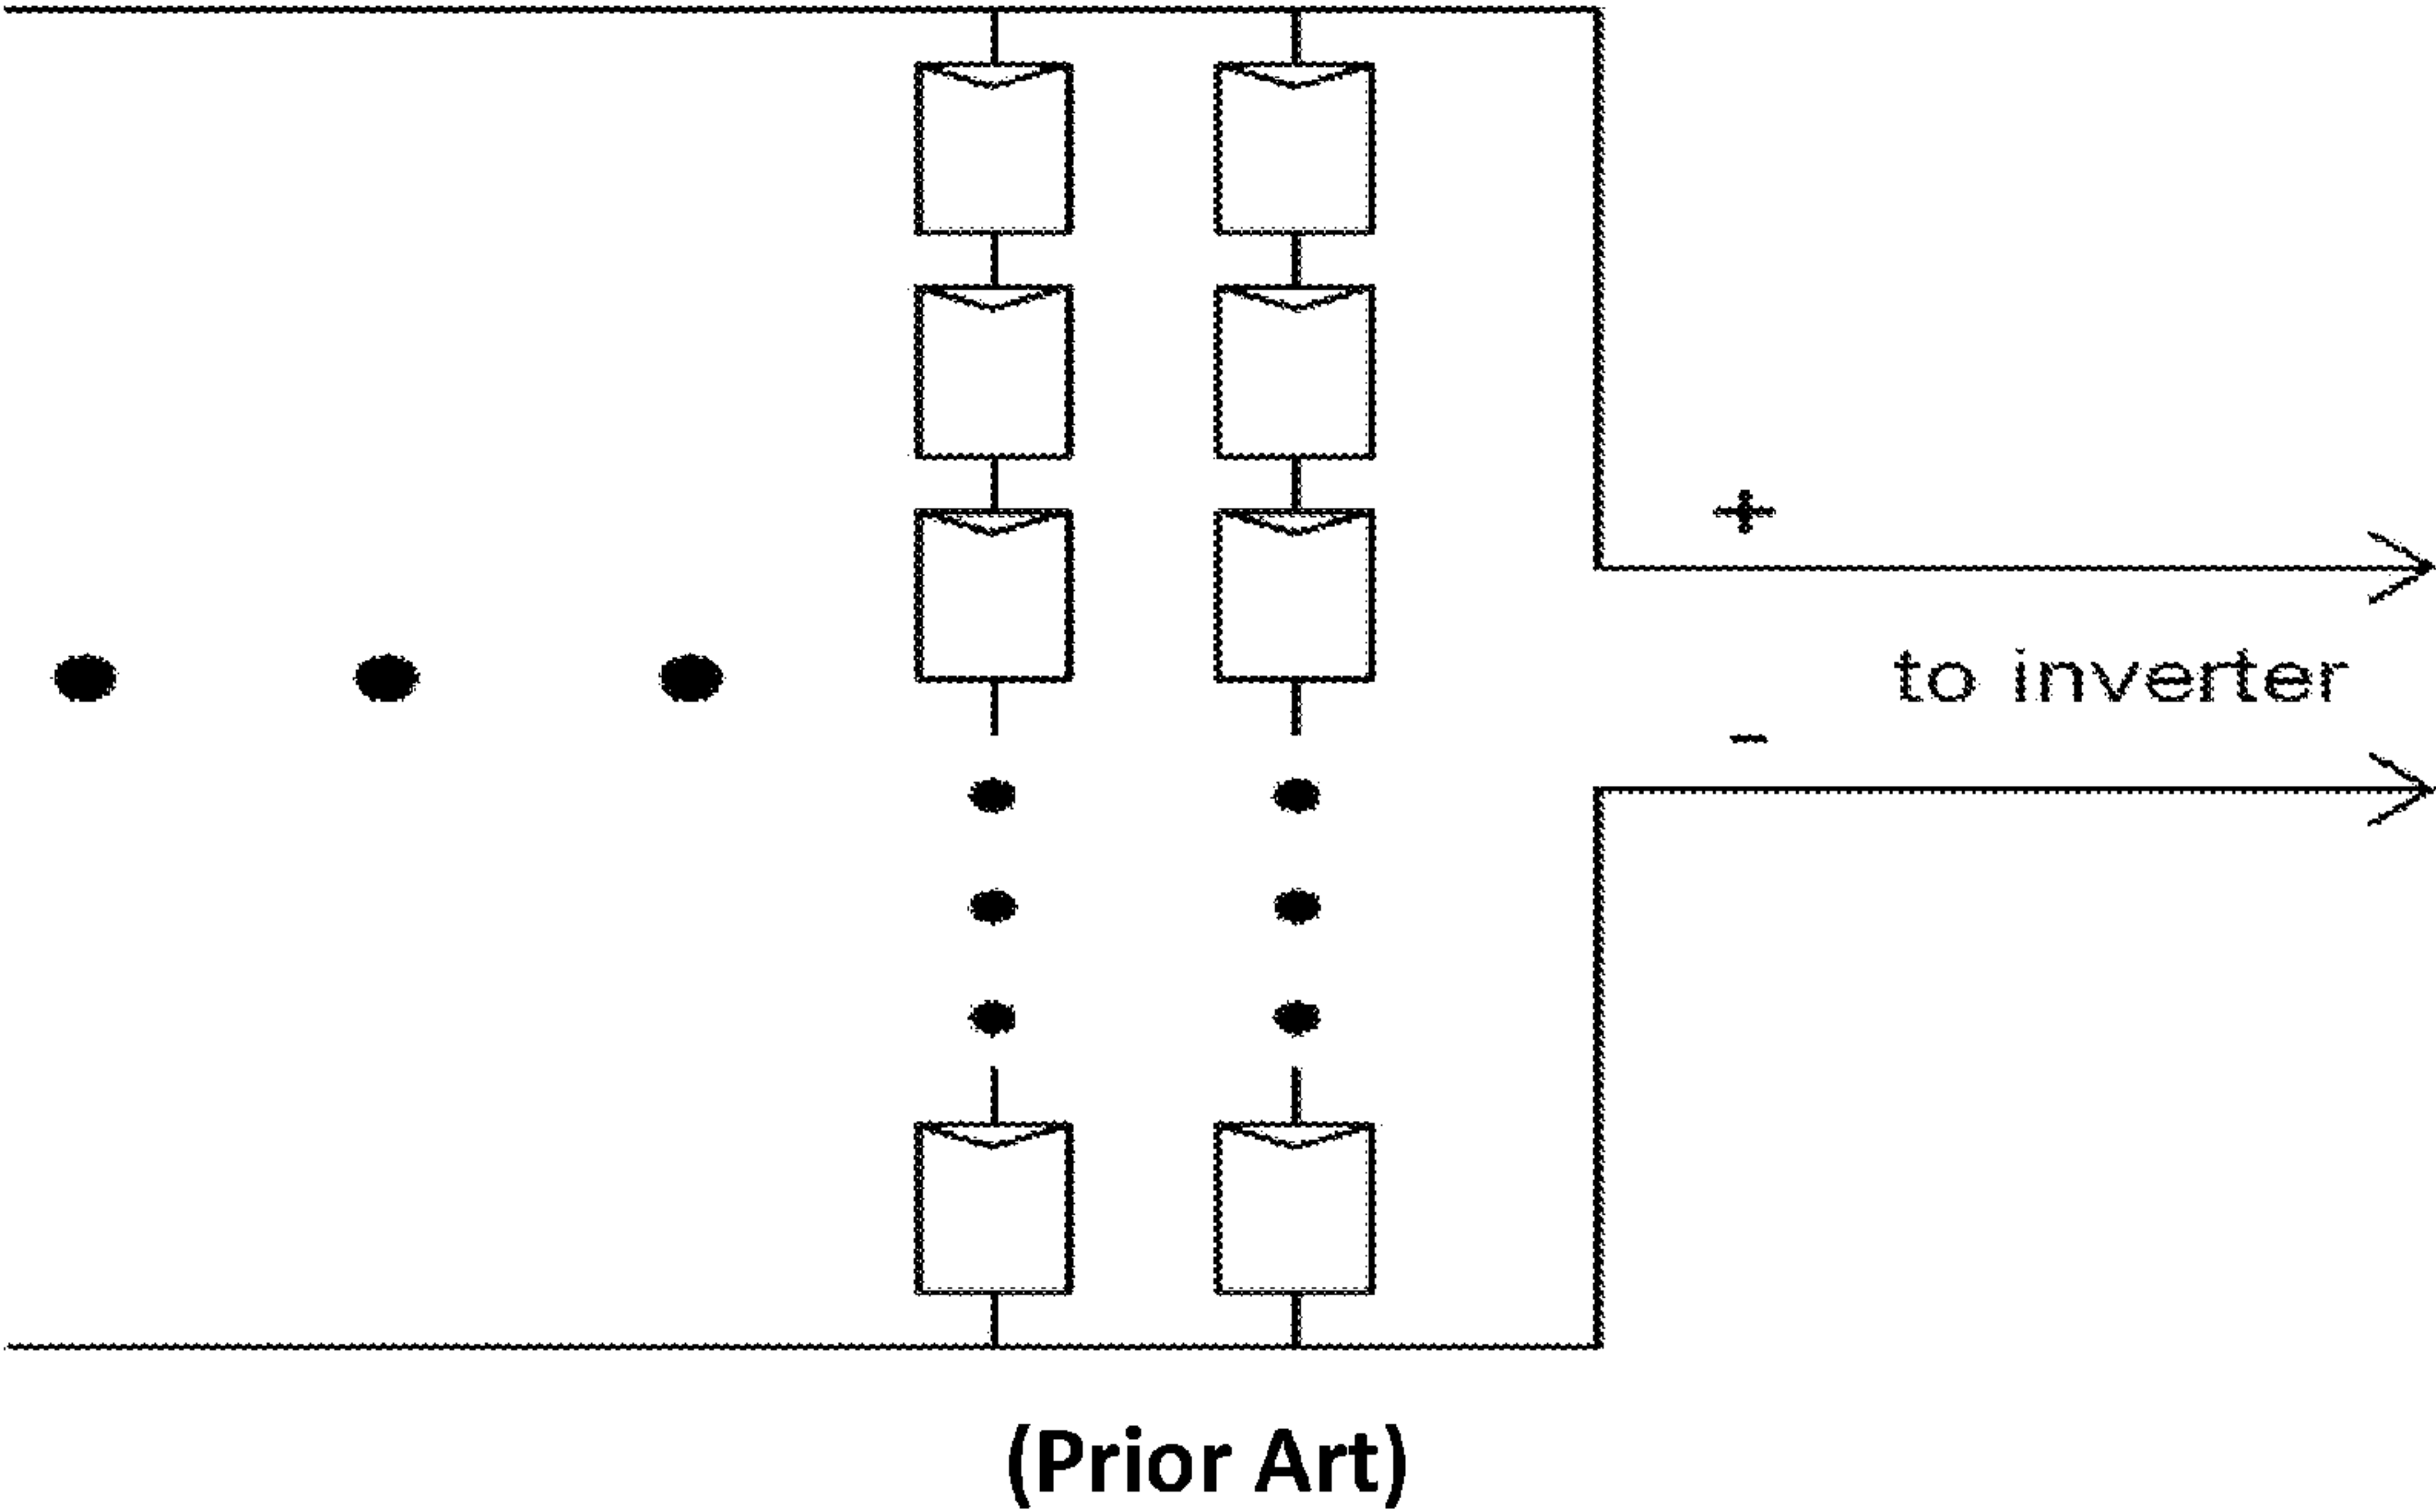 +
to inverter
-
(Prior Art)